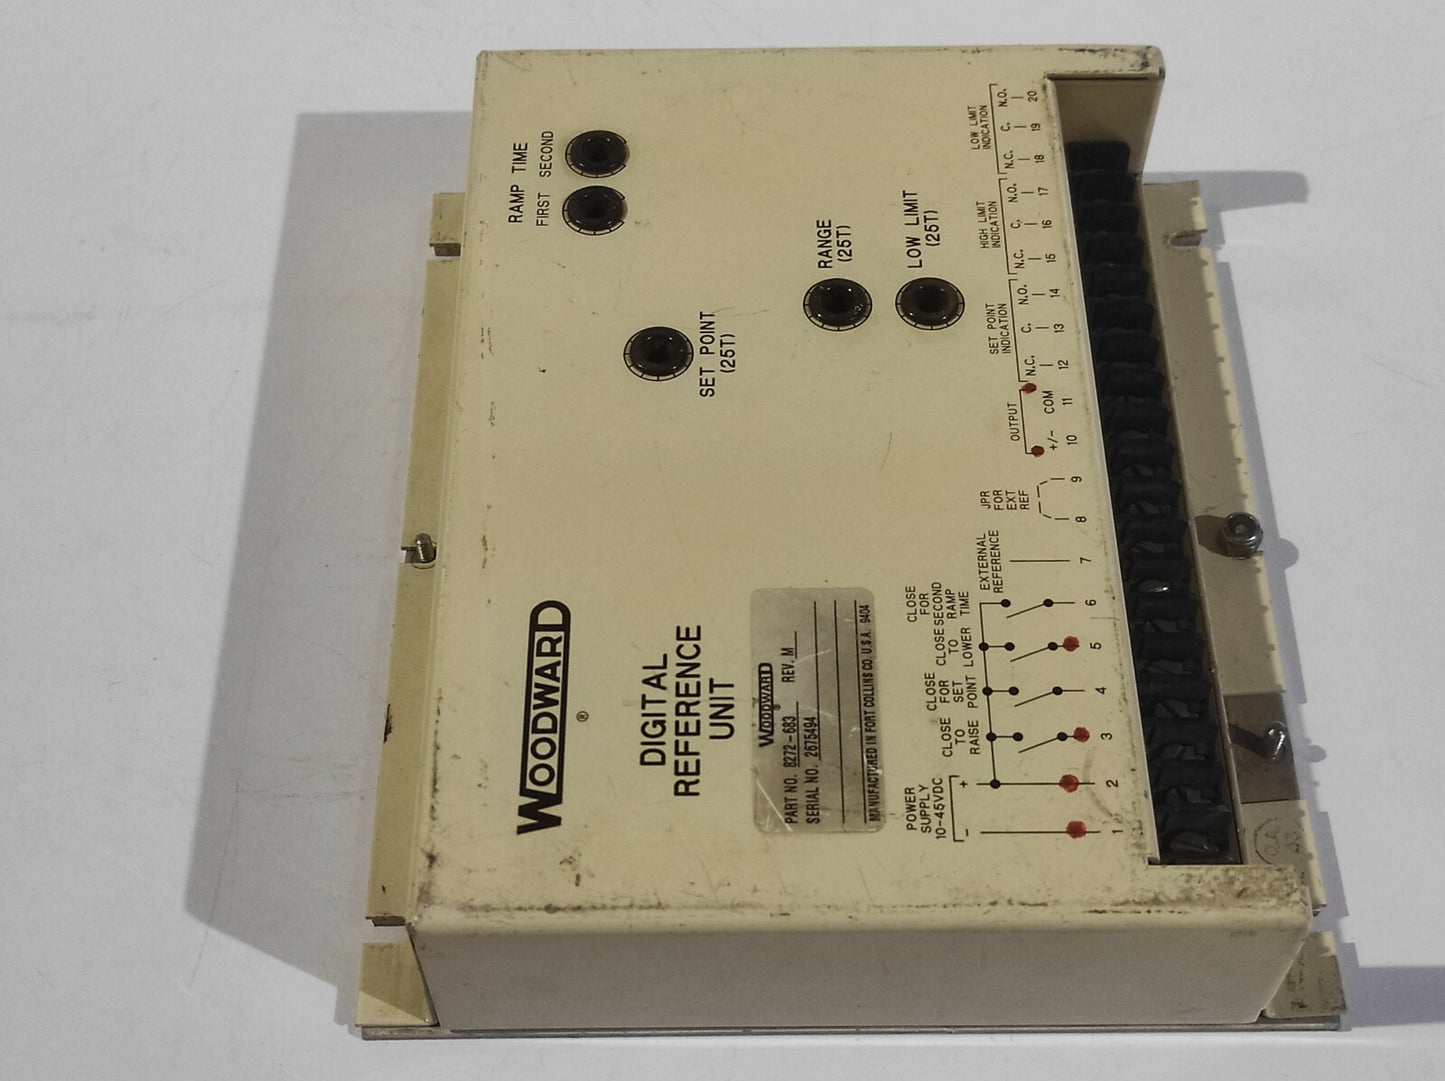 WOODWARD
®
DIGITAL
REFERENCE
UNIT
RAMP TIME
FIRST SECOND
SET POINT
(25T)
RANGE
(25T)
LOW LIMIT
(25T)
WOODWARD
PART NO. 8272-683 REV. M
SERIAL NO. 2675494
MANUFACTURED IN FORT COLLINS CO. U.S.A. 9404
POWER
SUPPLY
10-45VDC
- +
CLOSE
TO
RAISE
CLOSE
FOR
SET
POINT
CLOSE
TO
LOWER
CLOSE
FOR
SECOND
RAMP
TIME
EXTERNAL
REFERENCE
JPR
FOR
EXT
REF
OUTPUT
+/- COM
SET POINT
INDICATION
N.C. C. N.O.
HIGH LIMIT
INDICATION
N.C. C. N.O.
LOW LIMIT
INDICATION
N.C. C. N.O.
1 2 3 4 5 6 7 8 9 10 11 12 13 14 15 16 17 18 19 20